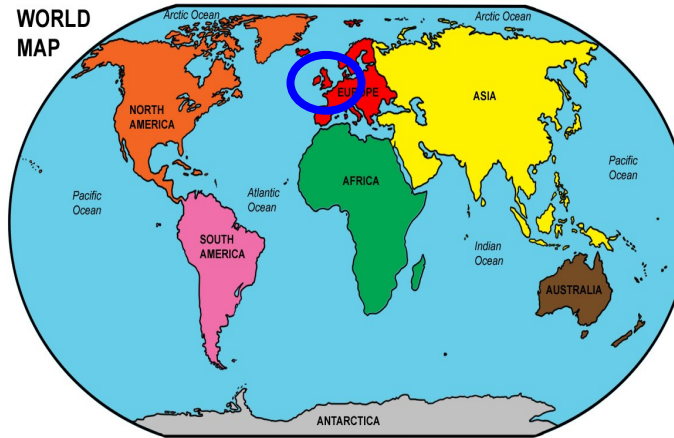 WORLD
MAP
Arctic Ocean
Arctic Ocean
NORTH
AMERICA
EUROPE
ASIA
Pacific
Ocean
Atlantic
Ocean
AFRICA
Pacific
Ocean
SOUTH
AMERICA
Indian
Ocean
AUSTRALIA
ANTARCTICA